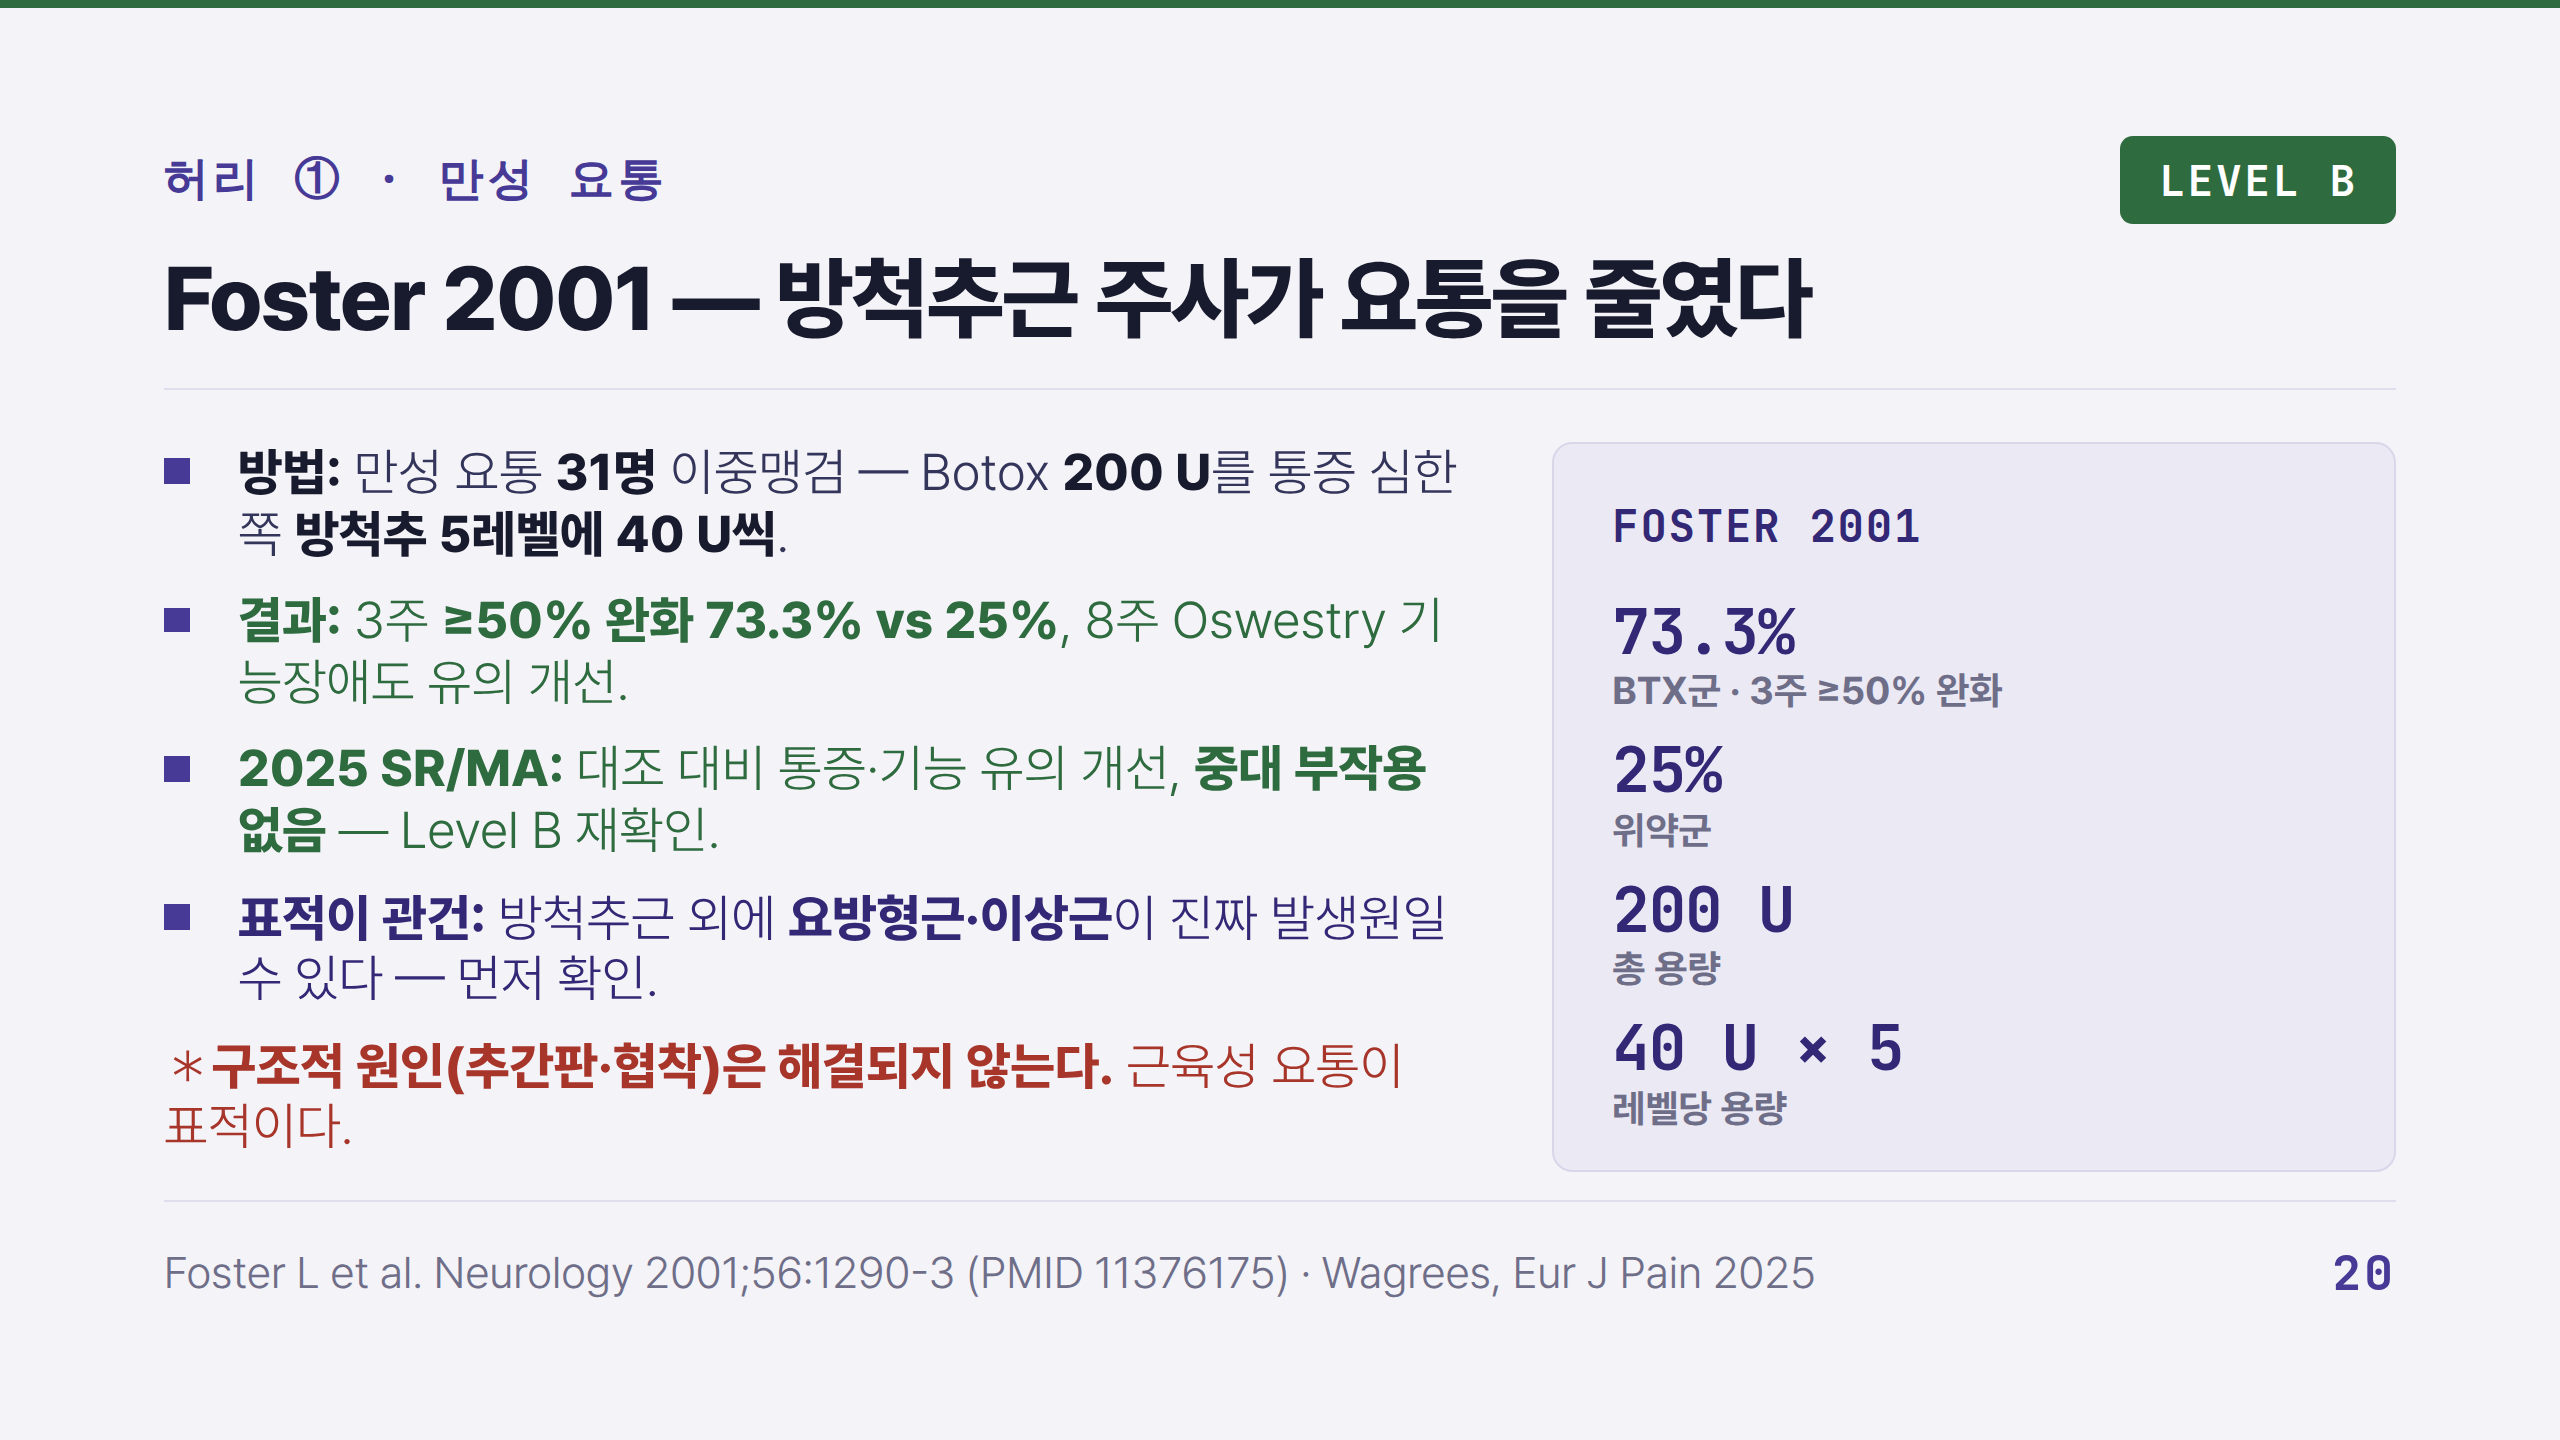 허리 ① · 만성 요통
LEVEL B
Foster 2001 — 방척추근 주사가 요통을 줄였다
방법: 만성 요통 31명 이중맹검 — Botox 200 U를 통증 심한
쪽 방척추 5레벨에 40 U씩.
결과: 3주 ≥50% 완화 73.3% vs 25%, 8주 Oswestry 기
능장애도 유의 개선.
2025 SR/MA: 대조 대비 통증·기능 유의 개선, 중대 부작용
없음 — Level B 재확인.
표적이 관건: 방척추근 외에 요방형근·이상근이 진짜 발생원일
수 있다 — 먼저 확인.
＊구조적 원인(추간판·협착)은 해결되지 않는다. 근육성 요통이
표적이다.
FOSTER 2001
73.3%
BTX군 · 3주 ≥50% 완화
25%
위약군
200 U
총 용량
40 U × 5
레벨당 용량
Foster L et al. Neurology 2001;56:1290-3 (PMID 11376175) · Wagrees, Eur J Pain 2025
20